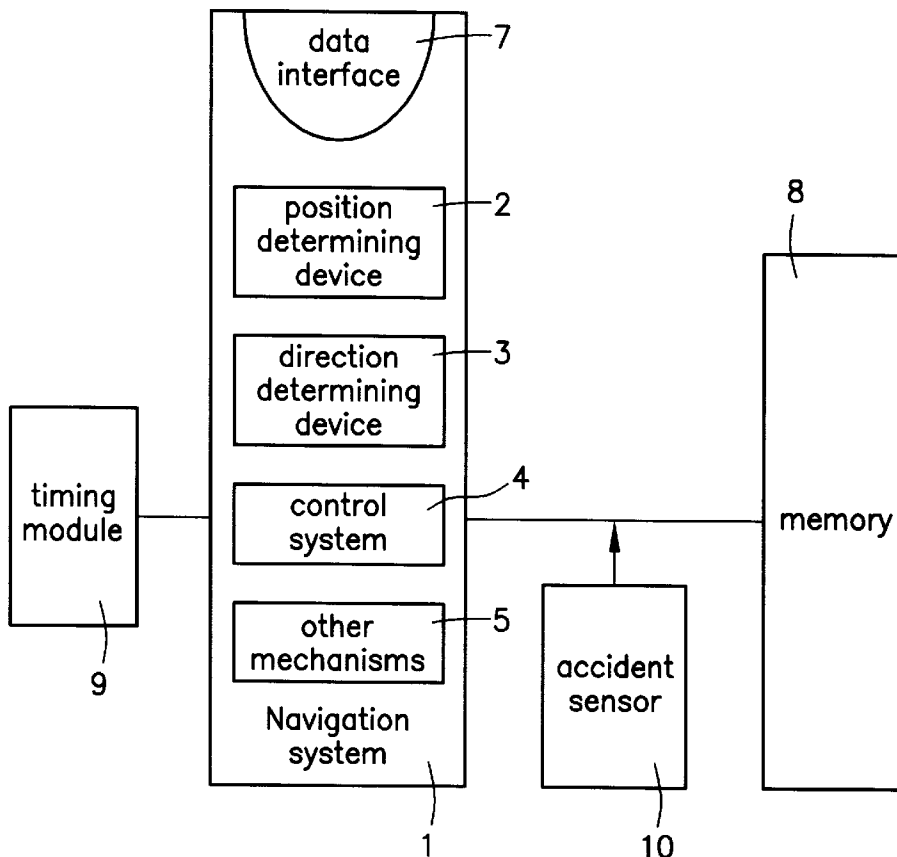 data
interface
7
position
determining
device
2
direction
determining
device
3
control
system
4
other
mechanisms
5
Navigation
system
1
timing
module
9
accident
sensor
10
memory
8